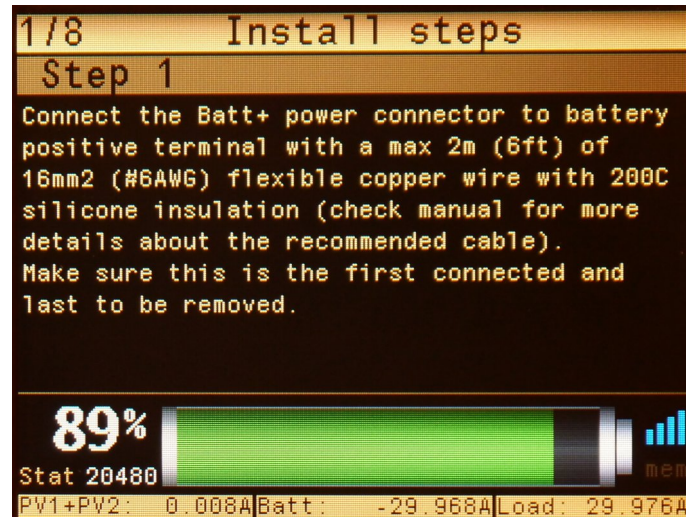 1/8 Install steps
Step 1
Connect the Batt+ power connector to battery
positive terminal with a max 2m (6ft) of
16mm2 (#6AWG) flexible copper wire with 200C
silicone insulation (check manual for more
details about the recommended cable).
Make sure this is the first connected and
last to be removed.
89%
Stat 20480
mem
PV1+PV2: 0.008A Batt: -29.968A Load: 29.976A